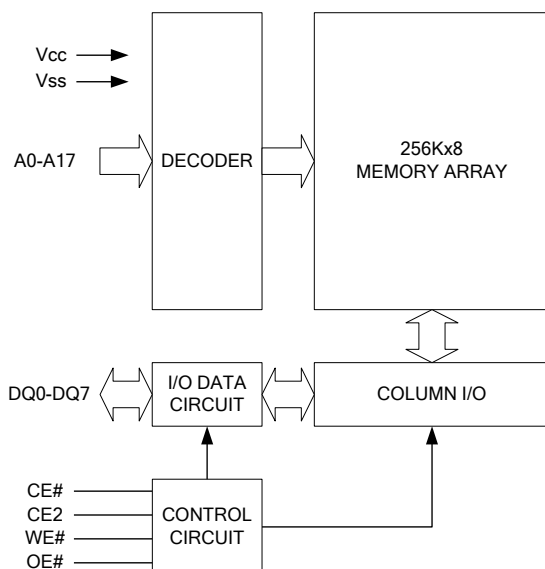 Vcc
Vss
A0-A17
DECODER
256Kx8
MEMORY ARRAY
DQ0-DQ7
I/O DATA
CIRCUIT
COLUMN I/O
CE#
CE2
WE#
OE#
CONTROL
CIRCUIT